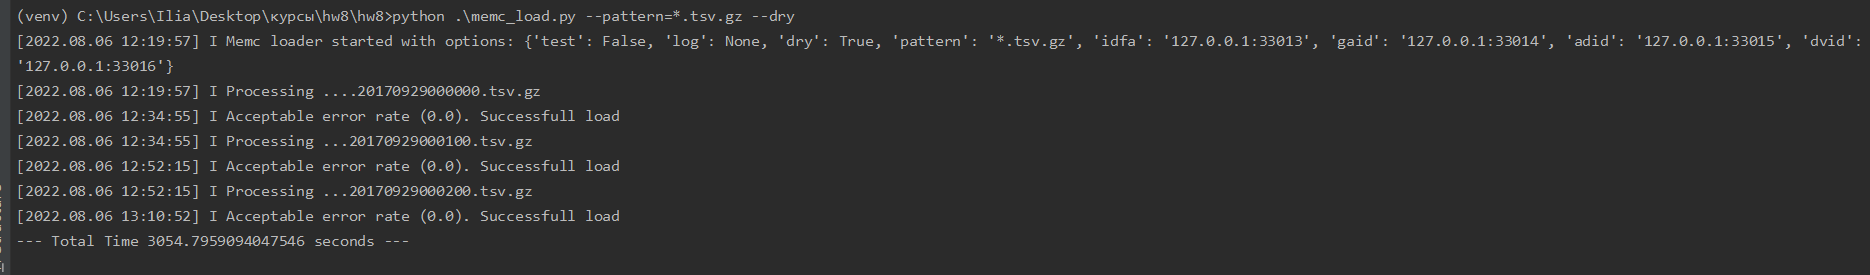 (venv) C:\Users\Ilia\Desktop\курсы\hw8\hw8>python .\memc_load.py --pattern=*.tsv.gz --dry
[2022.08.06 12:19:57] I Memc loader started with options: {'test': False, 'log': None, 'dry': True, 'pattern': '*.tsv.gz', 'idfa': '127.0.0.1:33013', 'gaid': '127.0.0.1:33014', 'adid': '127.0.0.1:33015', 'dvid':
'127.0.0.1:33016'}
[2022.08.06 12:19:57] I Processing ....20170929000000.tsv.gz
[2022.08.06 12:34:55] I Acceptable error rate (0.0). Successfull load
[2022.08.06 12:34:55] I Processing ...20170929000100.tsv.gz
[2022.08.06 12:52:15] I Acceptable error rate (0.0). Successfull load
[2022.08.06 12:52:15] I Processing ...20170929000200.tsv.gz
[2022.08.06 13:10:52] I Acceptable error rate (0.0). Successfull load
--- Total Time 3054.7959094047546 seconds ---